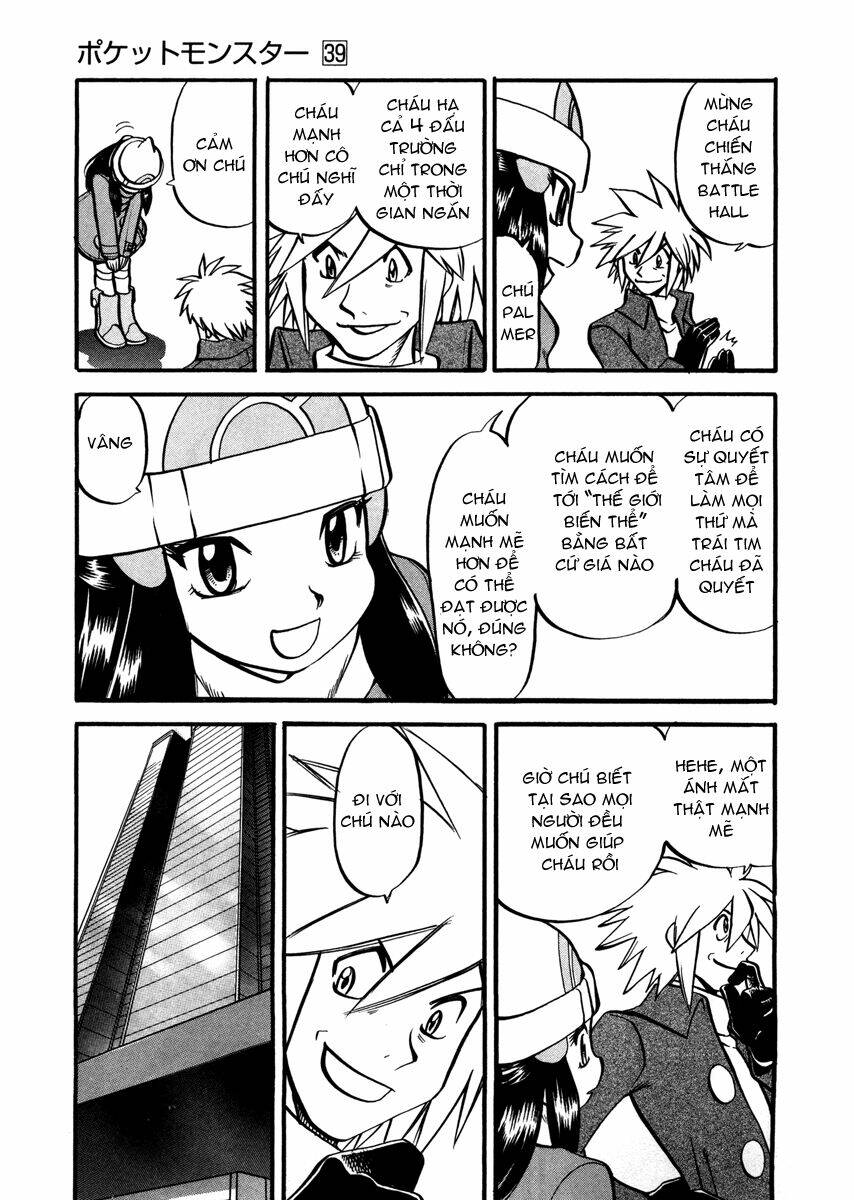 ポケットモンスター 39
MỪNG
CHÁU
CHIẾN
THẮNG
BATTLE
HALL
CHÚ
PAL
MER
CHÁU HẠ
CẢ 4 ĐẤU
TRƯỜNG
CHỈ TRONG
MỘT THỜI
GIAN NGẮN
CHÁU
MẠNH
HƠN CÔ
CHÚ NGHĨ
ĐẤY
CẢM
ƠN CHÚ
CHÁU CÓ
SỰ QUYẾT
TÂM ĐỂ
LÀM MỌI
THỨ MÀ
TRÁI TIM
CHÁU ĐÃ
QUYẾT
CHÁU MUỐN
TÌM CÁCH ĐỂ
TỚI "THẾ GIỚI
BIẾN THỂ"
BẰNG BẤT
CỨ GIÁ NÀO
CHÁU
MUỐN
MẠNH MẼ
HƠN ĐỂ
CÓ THỂ
ĐẠT ĐƯỢC
NÓ, ĐÚNG
KHÔNG?
VÂNG
HEHE, MỘT
ÁNH MẮT
THẬT MẠNH
MẼ
GIỜ CHÚ BIẾT
TẠI SAO MỌI
NGƯỜI ĐỀU
MUỐN GIÚP
CHÁU RỒI
ĐI VỚI
CHÚ NÀO